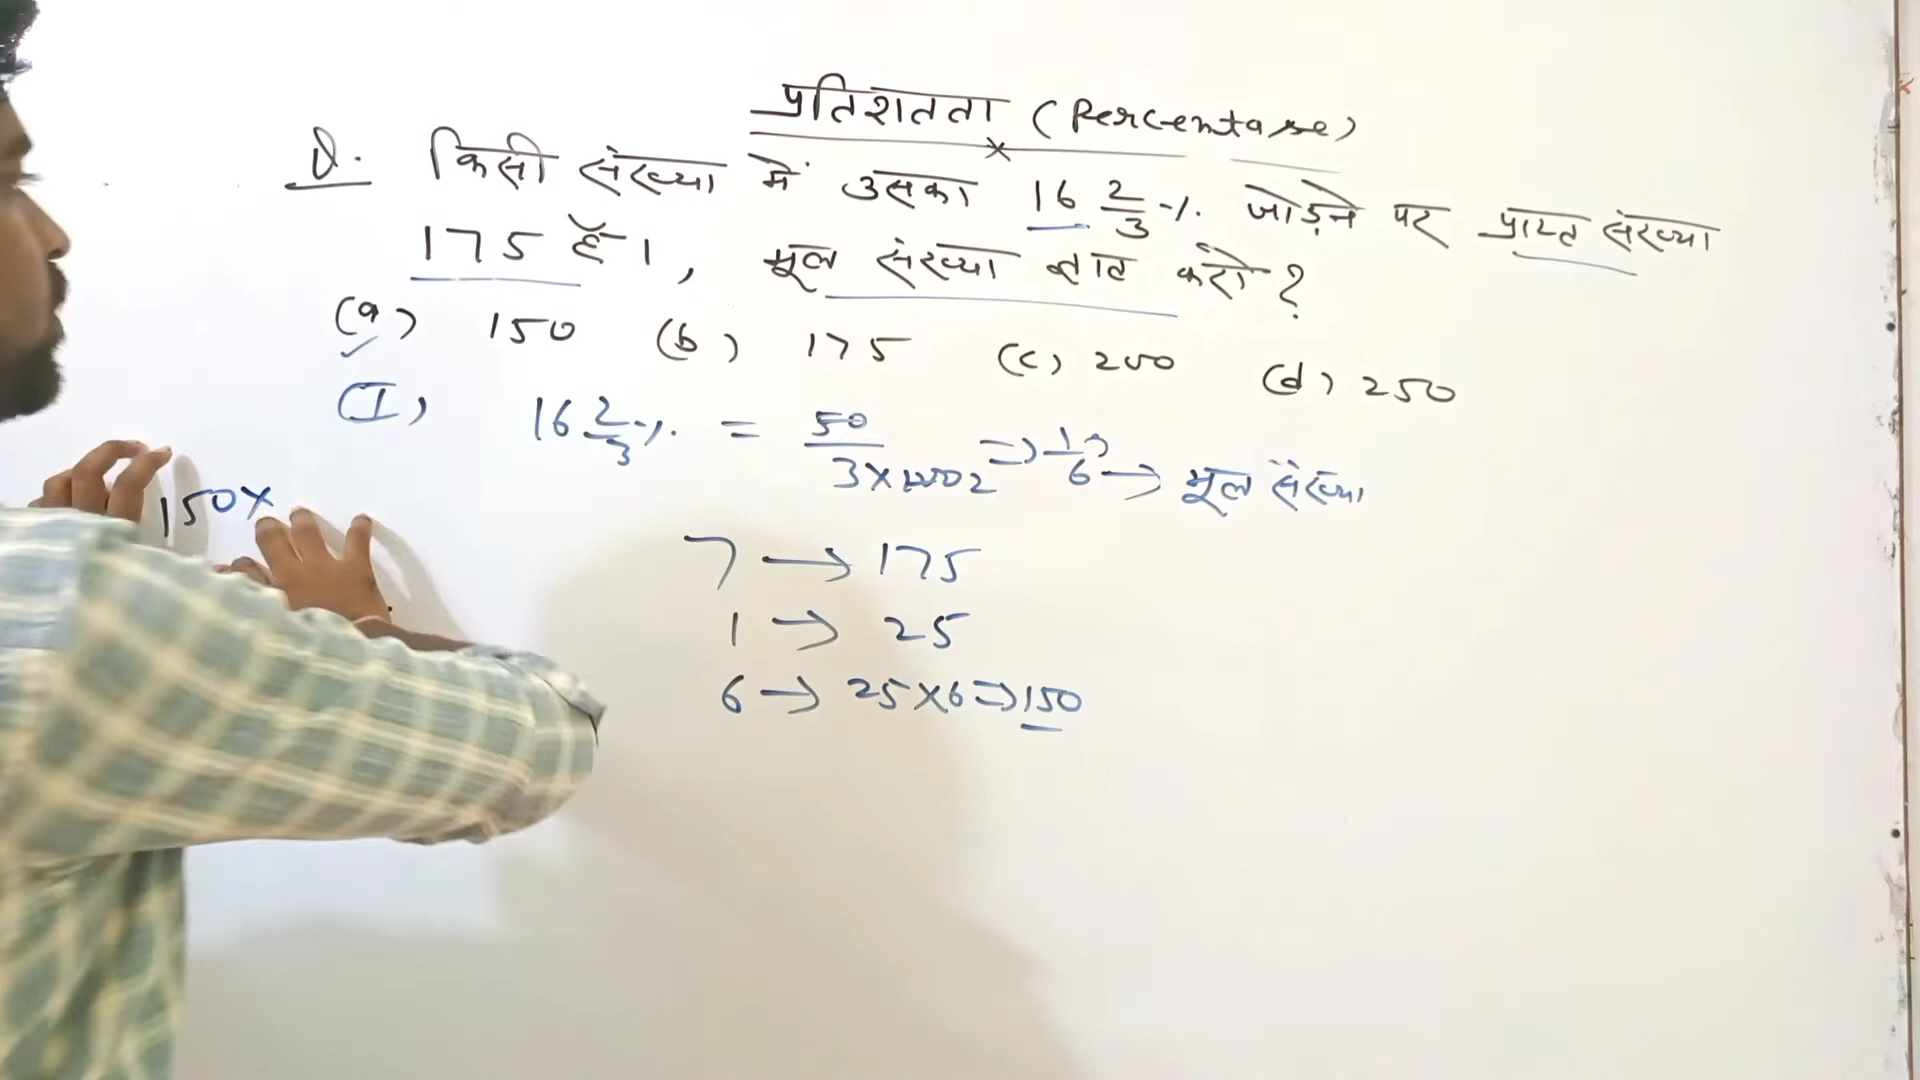 प्रतिशतता (Percentage)
Q. किसी संख्या में उसका 16 2/3 % जोड़ने पर प्राप्त संख्या
175 है।, मूल संख्या ज्ञात करो?
(a) 150 (b) 175 (c) 200 (d) 250
(I) 16 2/3 % = 50/3×100 2 ⇒ 1/6 → मूल संख्या
150×
7 → 175
1 → 25
6 → 25×6 ⇒ 150